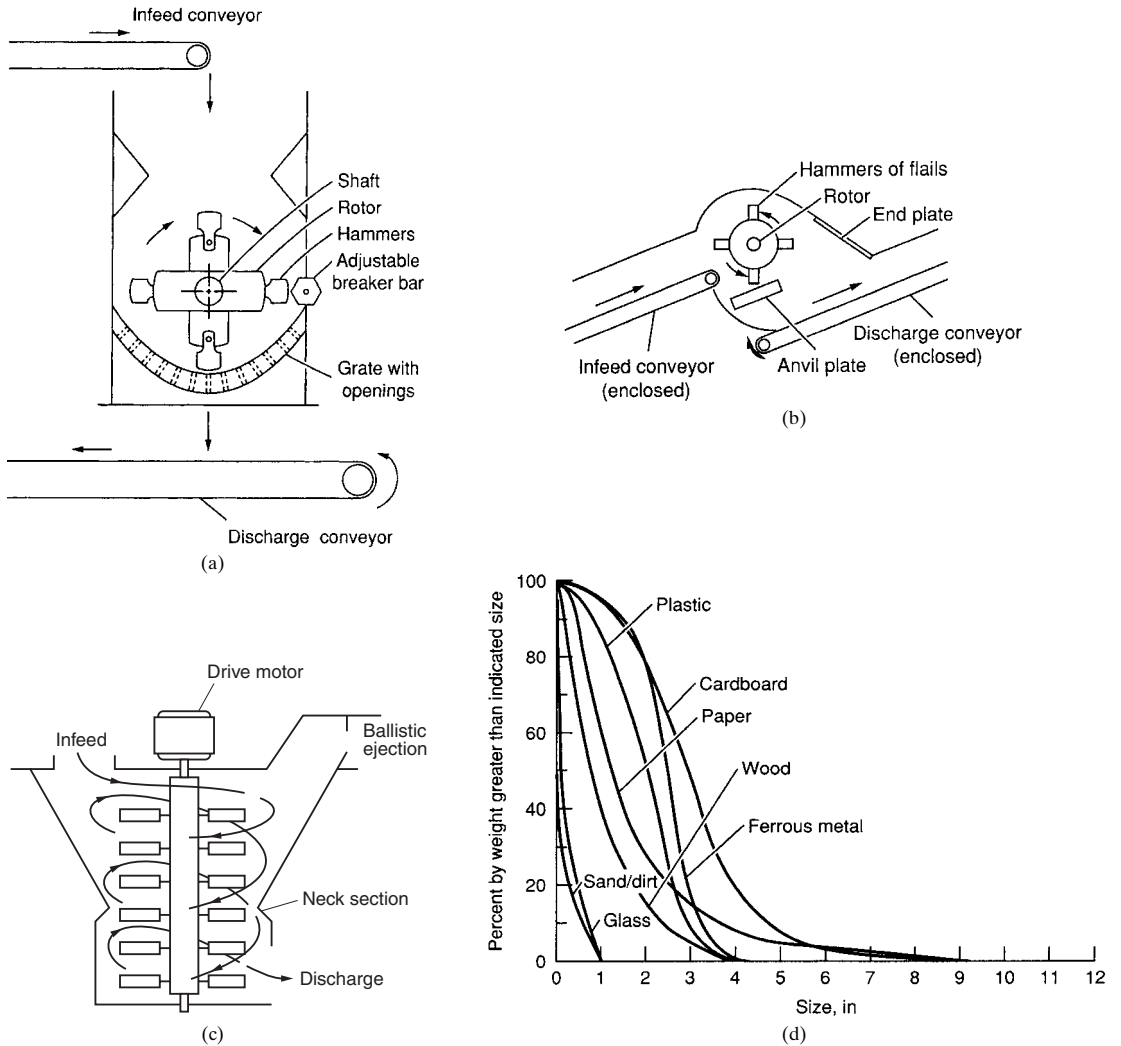 Infeed conveyor
Shaft
Rotor
Hammers
Adjustable
breaker bar
Grate with
openings
Discharge conveyor
(a)
Hammers of flails
Rotor
End plate
Infeed conveyor
(enclosed)
Anvil plate
Discharge conveyor
(enclosed)
(b)
Drive motor
Infeed
Ballistic
ejection
Neck section
Discharge
(c)
Percent by weight greater than indicated size
100
80
60
40
20
0
Plastic
Cardboard
Paper
Wood
Ferrous metal
Sand/dirt
Glass
0 1 2 3 4 5 6 7 8 9 10 11 12
Size, in
(d)